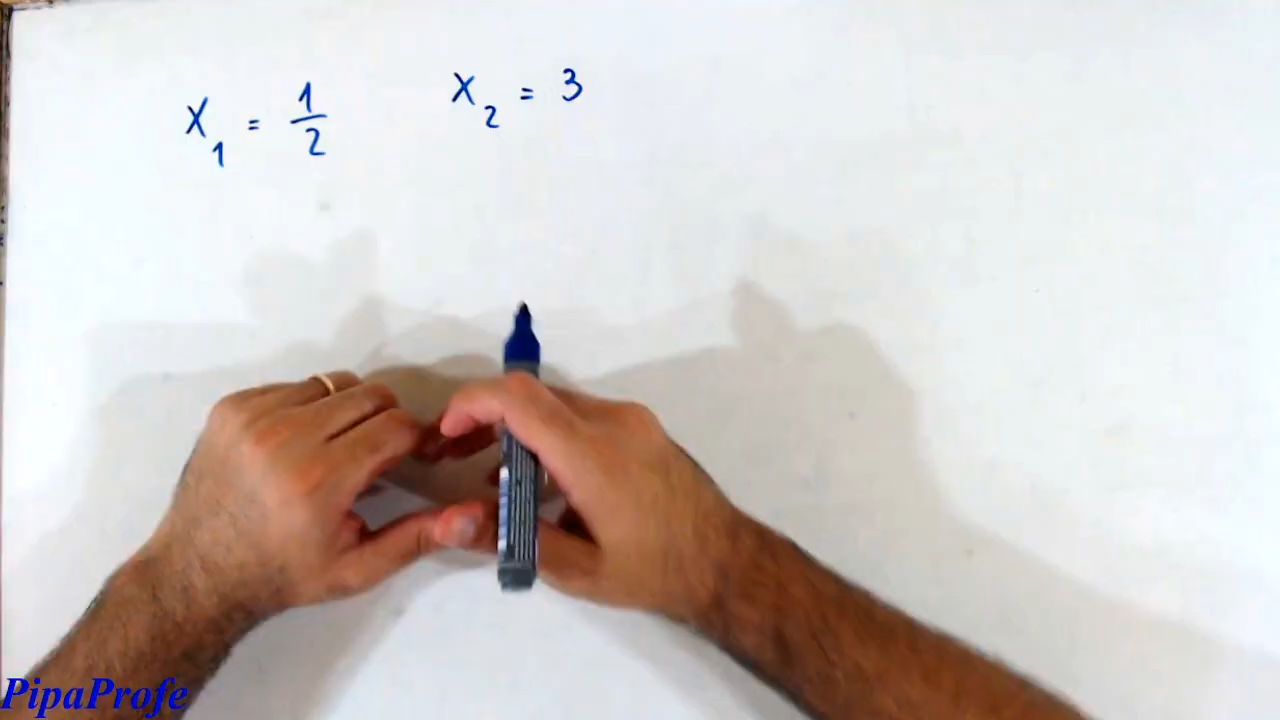 X₁ = 1/2 X₂ = 3
PipaProfe